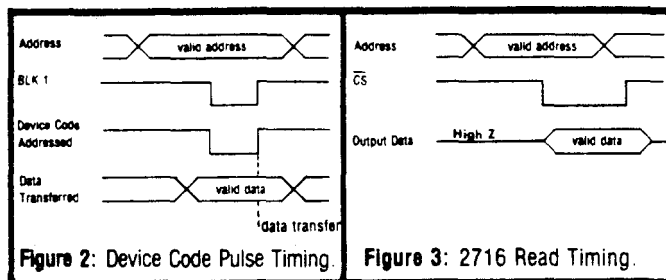 Address
valid address
BLK 1
Device Code
Addressed
Data
Transferred
valid data
data transfer
Figure 2: Device Code Pulse Timing.
Address
valid address
CS
Output Data
High Z
valid data
Figure 3: 2716 Read Timing.